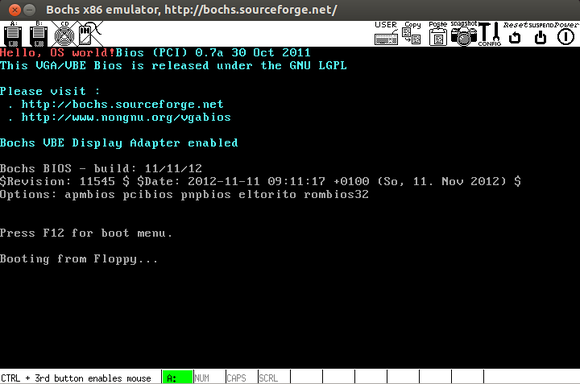 Bochs x86 emulator, http://bochs.sourceforge.net/
A: B: CD USER Copy Paste snapshot CONFIG Reset SUSPEND Power
Hello, OS world!Bios (PCI) 0.7a 30 Oct 2011
This VGA/VBE Bios is released under the GNU LGPL
Please visit :
. http://bochs.sourceforge.net
. http://www.nongnu.org/vgabios
Bochs VBE Display Adapter enabled
Bochs BIOS - build: 11/11/12
$Revision: 11545 $ $Date: 2012-11-11 09:11:17 +0100 (So, 11. Nov 2012) $
Options: apmbios pcibios pnpbios eltorito rombios32
Press F12 for boot menu.
Booting from Floppy...
CTRL + 3rd button enables mouse A: NUM CAPS SCRL